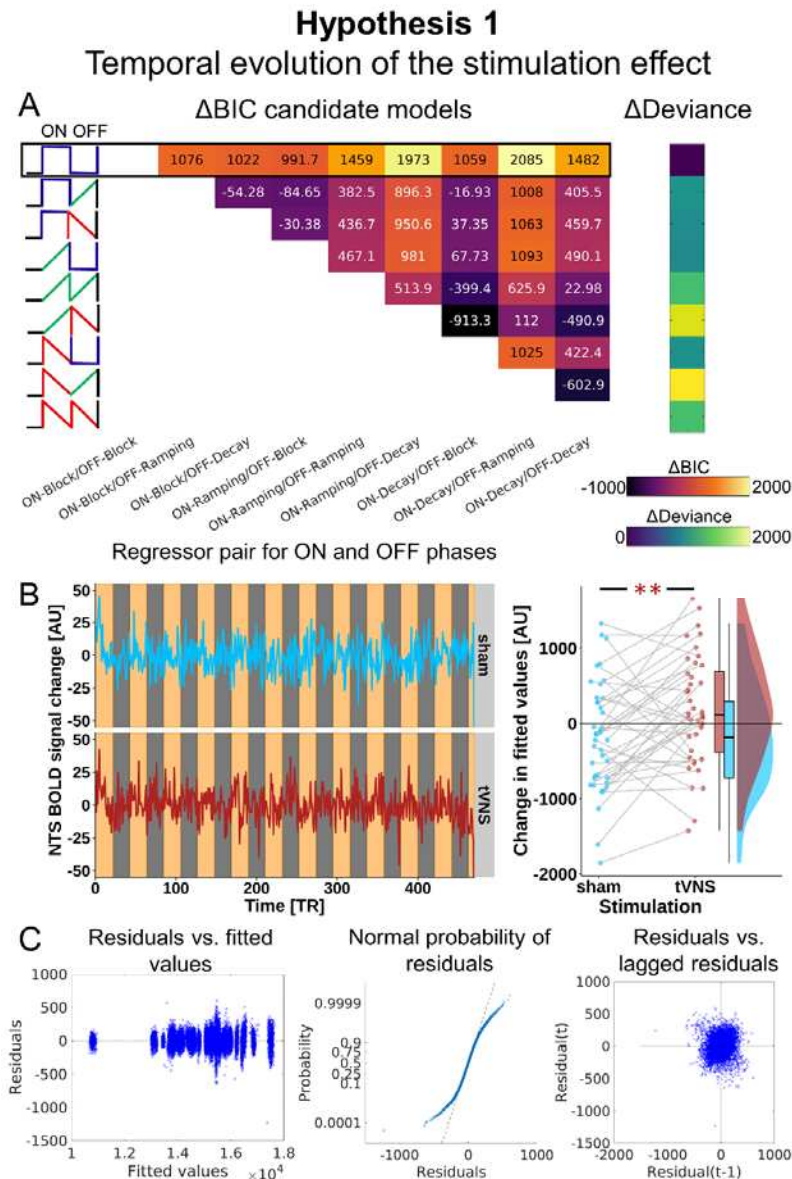 Hypothesis 1
Temporal evolution of the stimulation effect
A
ΔBIC candidate models
ΔDeviance
ON OFF
1076 1022 991.7 1459 1973 1059 2085 1482
-54.28 -84.65 382.5 896.3 -16.93 1008 405.5
-30.38 436.7 950.6 37.35 1063 459.7
467.1 981 67.73 1093 490.1
513.9 -399.4 625.9 22.98
-913.3 112 -490.9
1025 422.4
-602.9
ON-Block/OFF-Block
ON-Block/OFF-Ramping
ON-Block/OFF-Decay
ON-Ramping/OFF-Block
ON-Ramping/OFF-Ramping
ON-Ramping/OFF-Decay
ON-Decay/OFF-Block
ON-Decay/OFF-Ramping
ON-Decay/OFF-Decay
ΔBIC
-1000 2000
ΔDeviance
0 2000
Regressor pair for ON and OFF phases
B
NTS BOLD signal change [AU]
50
25
0
-25
-50
sham
50
25
0
-25
-50
tVNS
0 100 200 300 400
Time [TR]
**
Change in fitted values [AU]
1000
0
-1000
-2000
sham tVNS
Stimulation
C
Residuals vs. fitted
values
Residuals
1000
500
0
-500
-1000
-1500
1 1.2 1.4 1.6 1.8
Fitted values
×10⁴
Normal probability of
residuals
Probability
0.9999
0.9
0.75
0.5
0.25
0.1
0.0001
-1000 0 1000
Residuals
Residuals vs.
lagged residuals
Residual(t)
1000
500
0
-500
-1000
-1500
-2000 -1000 0 1000
Residual(t-1)